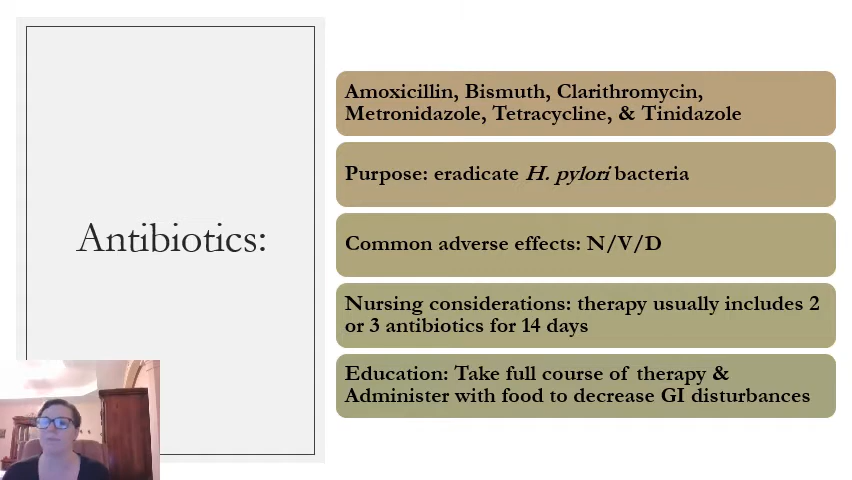 Antibiotics:
Amoxicillin, Bismuth, Clarithromycin,
Metronidazole, Tetracycline, & Tinidazole
Purpose: eradicate H. pylori bacteria
Common adverse effects: N/V/D
Nursing considerations: therapy usually includes 2
or 3 antibiotics for 14 days
Education: Take full course of therapy &
Administer with food to decrease GI disturbances